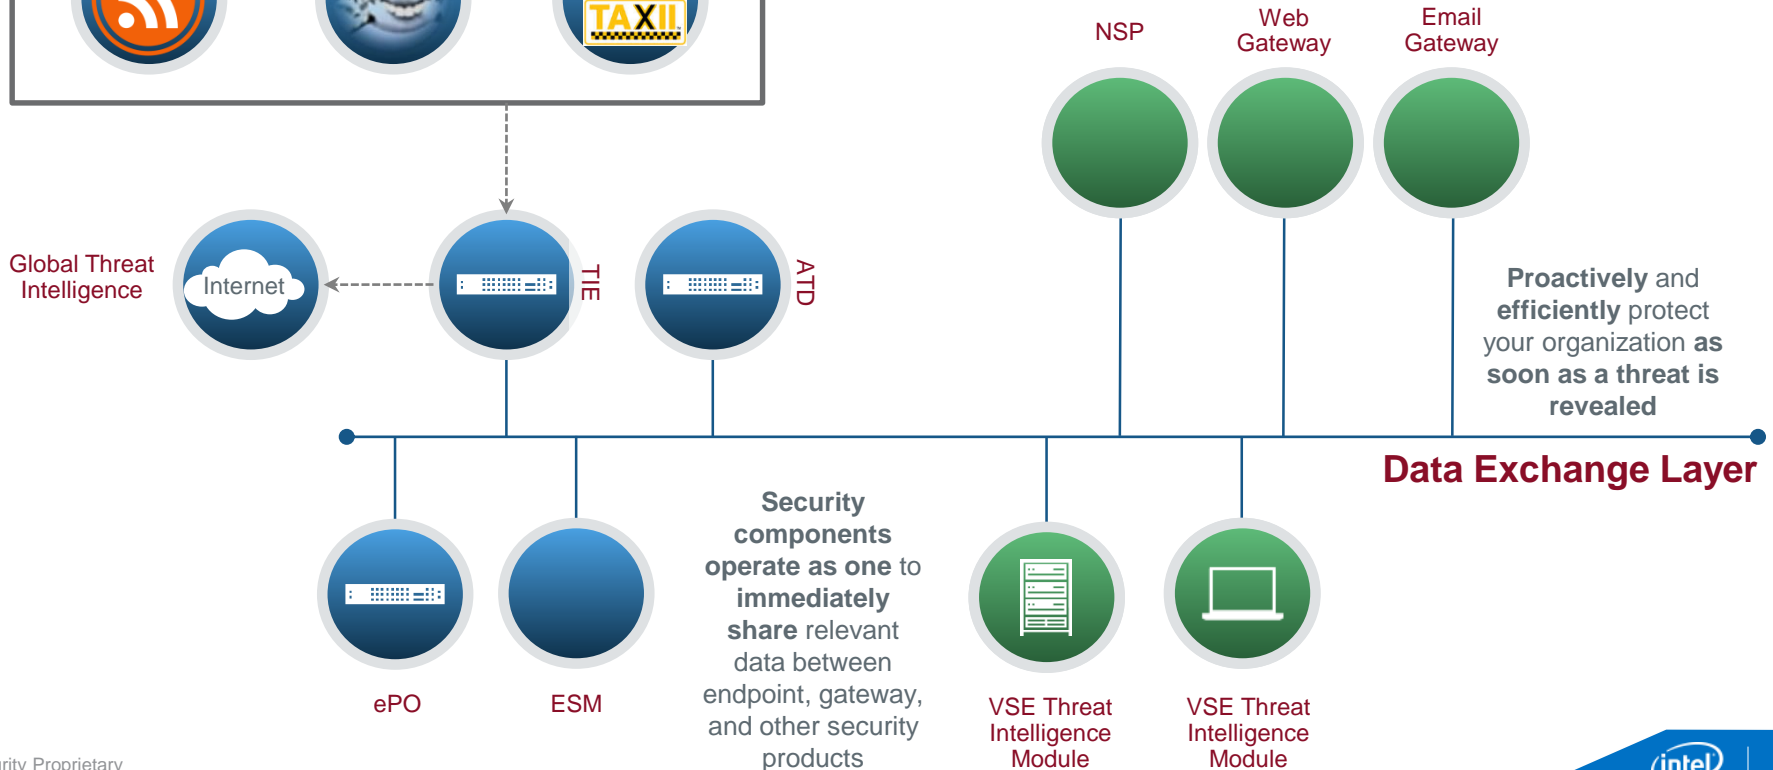 TAXII
NSP
Web
Gateway
Email
Gateway
Global Threat
Intelligence
Internet
TIE
ATD
Proactively and
efficiently protect
your organization as
soon as a threat is
revealed
Data Exchange Layer
Security
components
operate as one to
immediately
share relevant
data between
endpoint, gateway,
and other security
products
ePO
ESM
VSE Threat
Intelligence
Module
VSE Threat
Intelligence
Module
Proprietary
intel